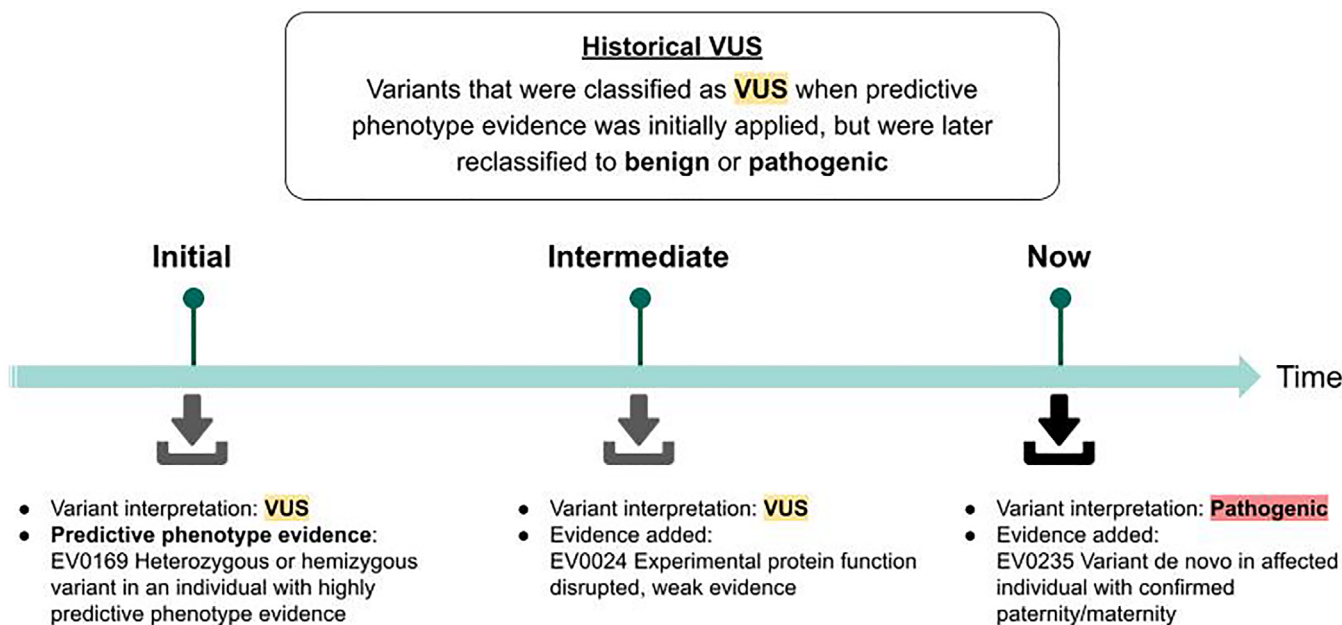 Historical VUS
Variants that were classified as VUS when predictive
phenotype evidence was initially applied, but were later
reclassified to benign or pathogenic
Initial
Intermediate
Now
Time
● Variant interpretation: VUS
● Predictive phenotype evidence:
EV0169 Heterozygous or hemizygous
variant in an individual with highly
predictive phenotype evidence
● Variant interpretation: VUS
● Evidence added:
EV0024 Experimental protein function
disrupted, weak evidence
● Variant interpretation: Pathogenic
● Evidence added:
EV0235 Variant de novo in affected
individual with confirmed
paternity/maternity